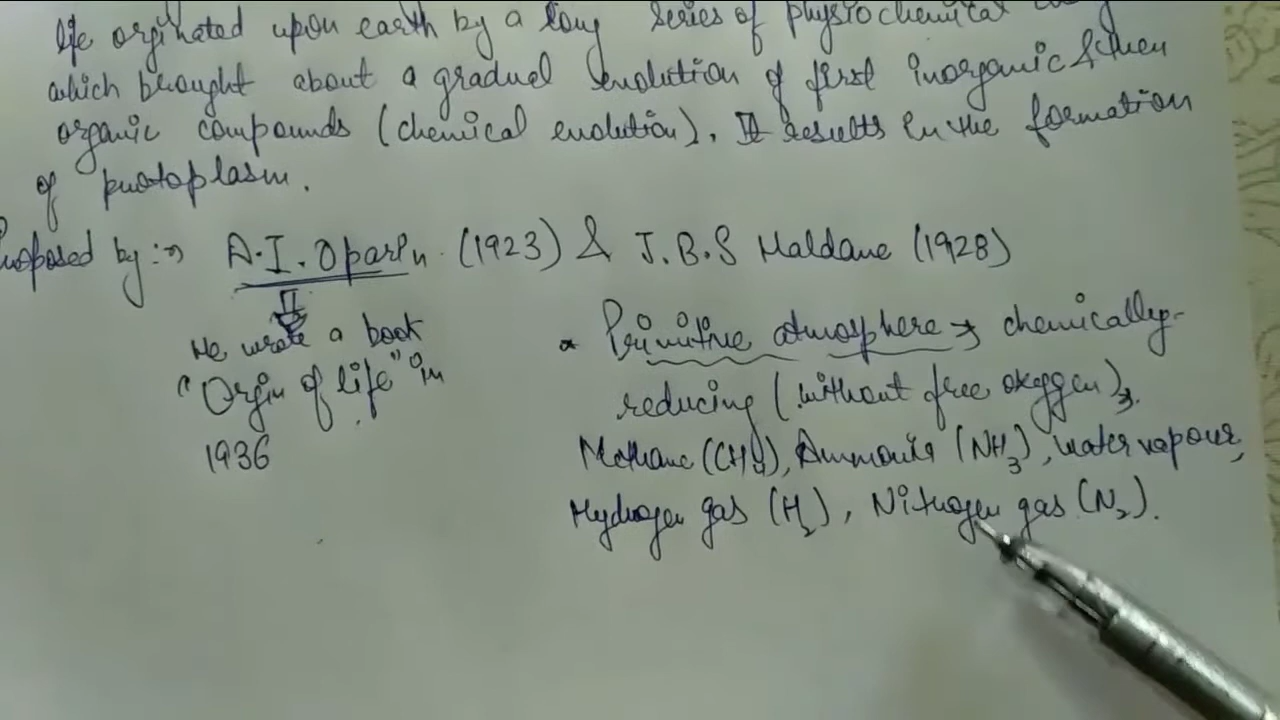 life orginated upon earth by a long series of physiochemical
which brought about a gradual evolution of first inorganic & then
organic compounds (chemical evolution). It results in the formation
of protoplasm.
Proposed by:→ A.I. Oparin (1923) & J.B.S Haldane (1928)
He wrote a book
"Orgin of life" in
1936
* Primitive atmosphere → chemically-
reducing (without free oxygen),
Methane (CH4), Ammonia (NH3), water vapour,
Hydrogen gas (H2), Nitrogen gas (N2).